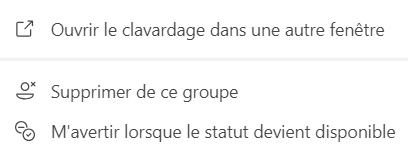 Ouvrir le clavardage dans une autre fenêtre
Supprimer de ce groupe
M'avertir lorsque le statut devient disponible